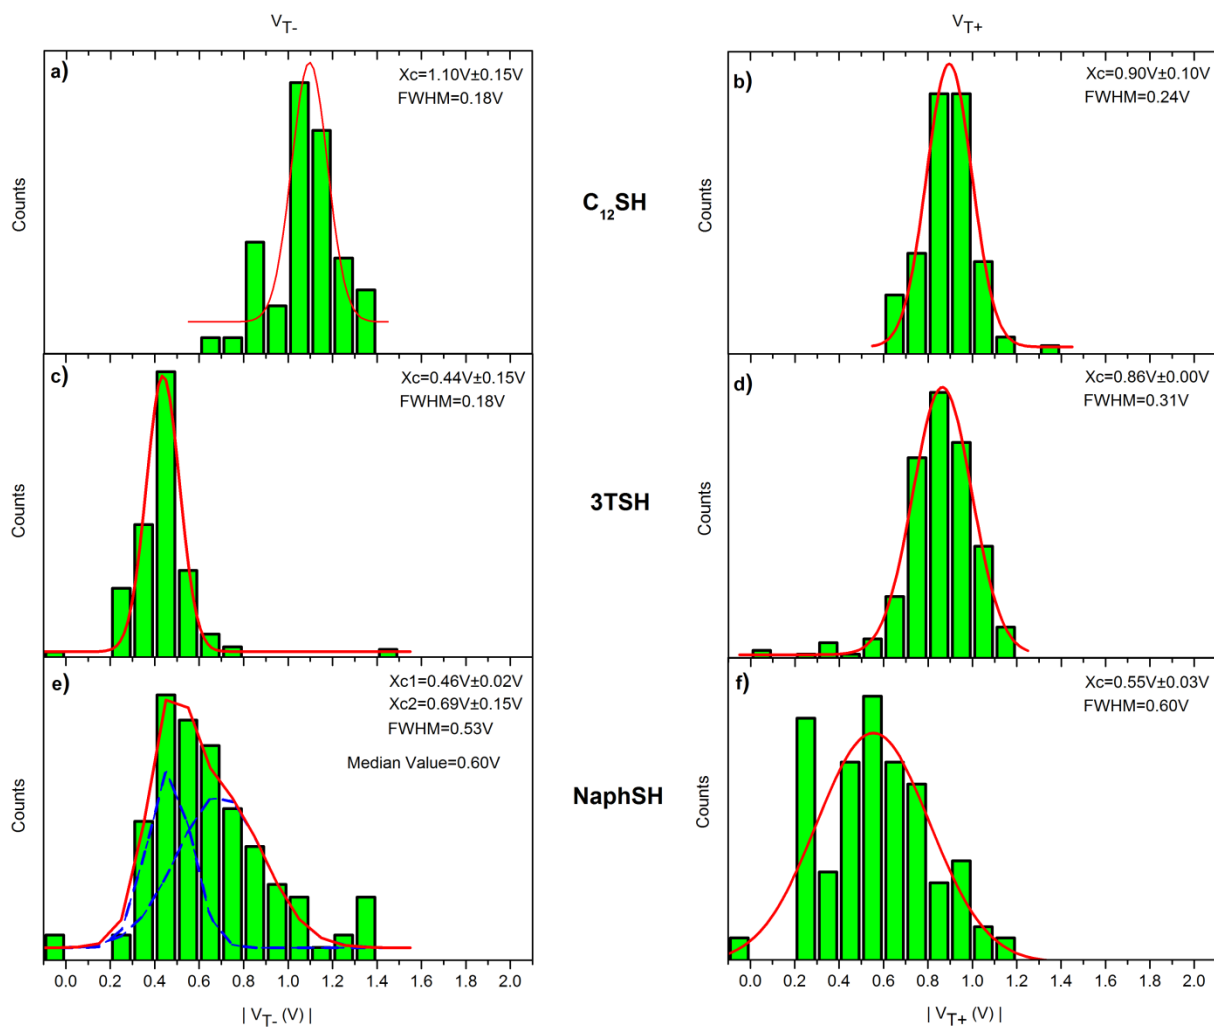 V_T-
V_T+
a)
Xc=1.10V±0.15V
FWHM=0.18V
Counts
C₁₂SH
b)
Xc=0.90V±0.10V
FWHM=0.24V
Counts
c)
Xc=0.44V±0.15V
FWHM=0.18V
Counts
3TSH
d)
Xc=0.86V±0.00V
FWHM=0.31V
Counts
e)
Xc1=0.46V±0.02V
Xc2=0.69V±0.15V
FWHM=0.53V
Median Value=0.60V
Counts
NaphSH
f)
Xc=0.55V±0.03V
FWHM=0.60V
Counts
0.0 0.2 0.4 0.6 0.8 1.0 1.2 1.4 1.6 1.8 2.0
0.0 0.2 0.4 0.6 0.8 1.0 1.2 1.4 1.6 1.8 2.0
| V_T- (V) |
| V_T+ (V) |